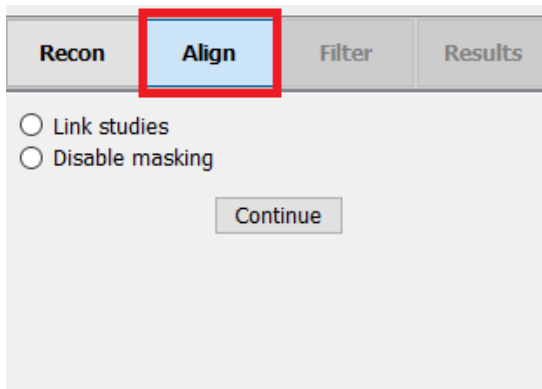 Recon Align Filter Results
Link studies
Disable masking
Continue